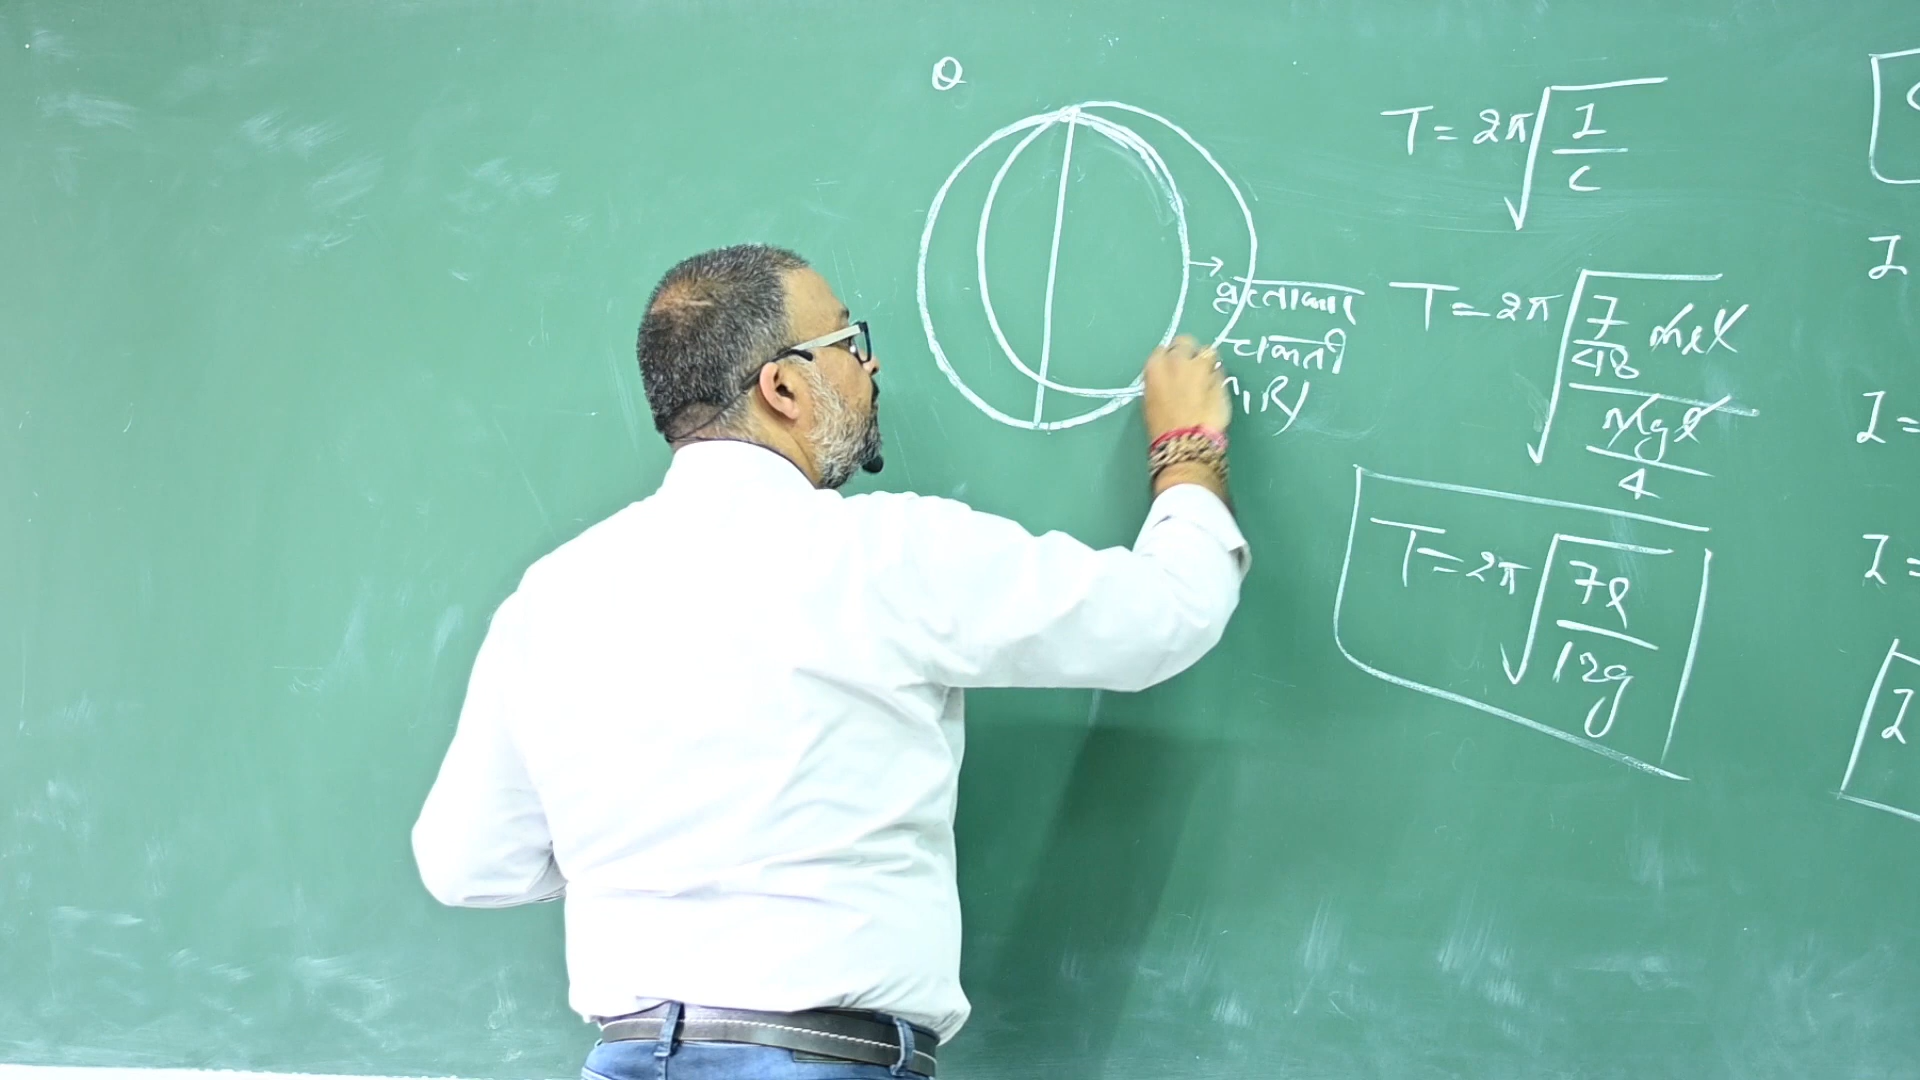 Q
वृत्ताकार
चकती
(M, R)
T = 2π√(I/C)
T = 2π√((7/48 mℓ²)/(mgℓ/4))
T = 2π√(7ℓ/12g)
I
I =
I =
I